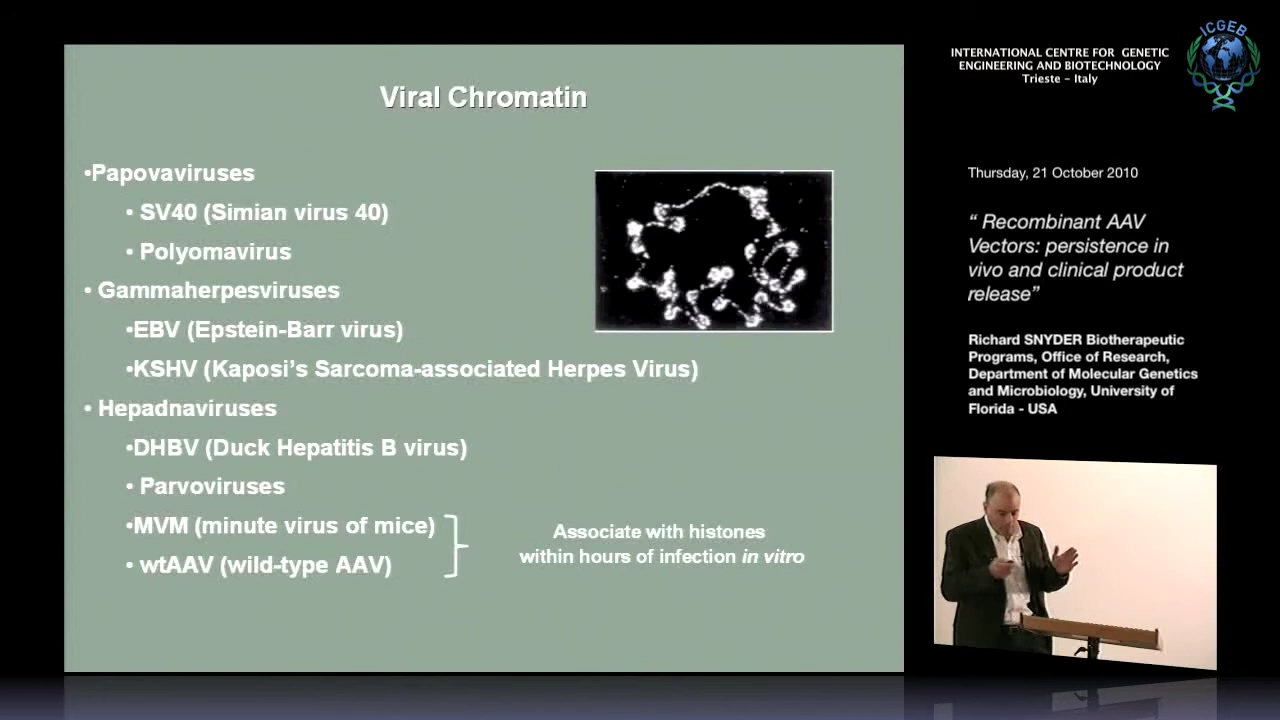 Viral Chromatin
•Papovaviruses
• SV40 (Simian virus 40)
• Polyomavirus
• Gammaherpesviruses
•EBV (Epstein-Barr virus)
•KSHV (Kaposi's Sarcoma-associated Herpes Virus)
• Hepadnaviruses
•DHBV (Duck Hepatitis B virus)
• Parvoviruses
•MVM (minute virus of mice)
• wtAAV (wild-type AAV)
Associate with histones
within hours of infection in vitro
INTERNATIONAL CENTRE FOR GENETIC
ENGINEERING AND BIOTECHNOLOGY
Trieste - Italy
ICGEB
Thursday, 21 October 2010
“ Recombinant AAV
Vectors: persistence in
vivo and clinical product
release”
Richard SNYDER Biotherapeutic
Programs, Office of Research,
Department of Molecular Genetics
and Microbiology, University of
Florida - USA